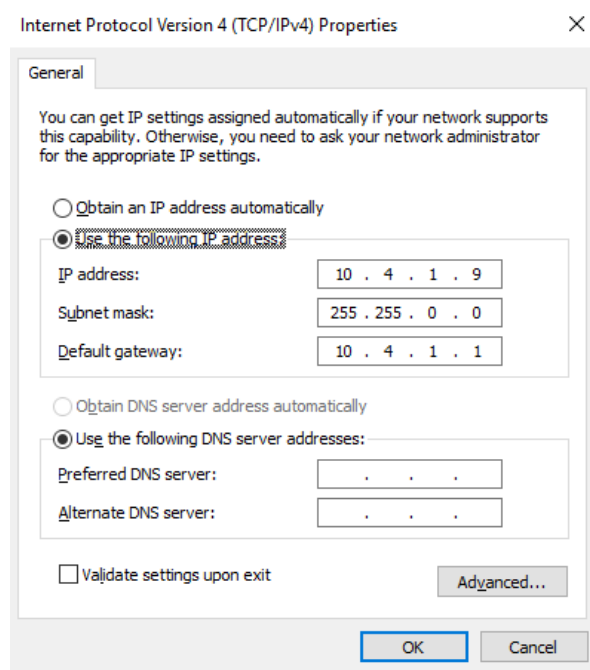 Internet Protocol Version 4 (TCP/IPv4) Properties
General
You can get IP settings assigned automatically if your network supports
this capability. Otherwise, you need to ask your network administrator
for the appropriate IP settings.
Obtain an IP address automatically
Use the following IP address:
IP address: 10 . 4 . 1 . 9
Subnet mask: 255 . 255 . 0 . 0
Default gateway: 10 . 4 . 1 . 1
Obtain DNS server address automatically
Use the following DNS server addresses:
Preferred DNS server: . . .
Alternate DNS server: . . .
Validate settings upon exit
Advanced...
OK Cancel